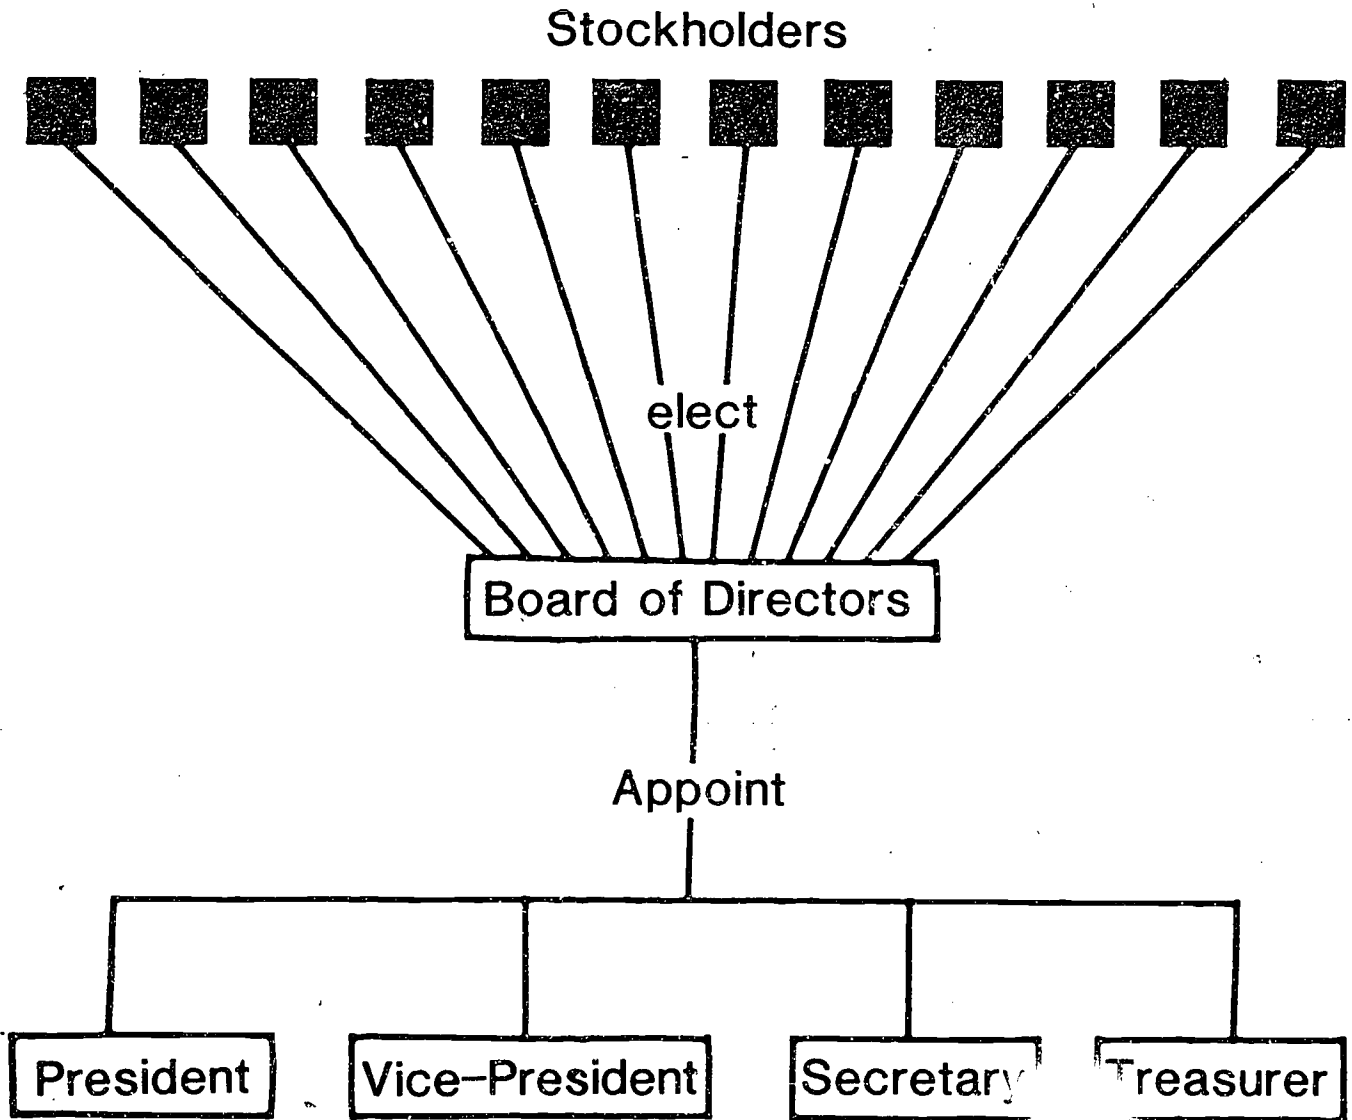 Stockholders
elect
Board of Directors
Appoint
President
Vice-President
Secretary
Treasurer